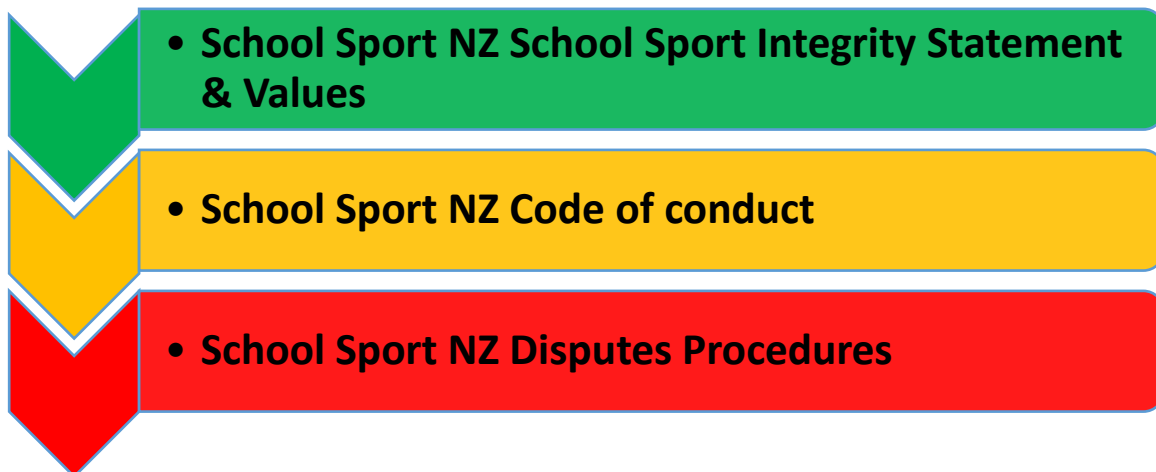 • School Sport NZ School Sport Integrity Statement
& Values
• School Sport NZ Code of conduct
• School Sport NZ Disputes Procedures